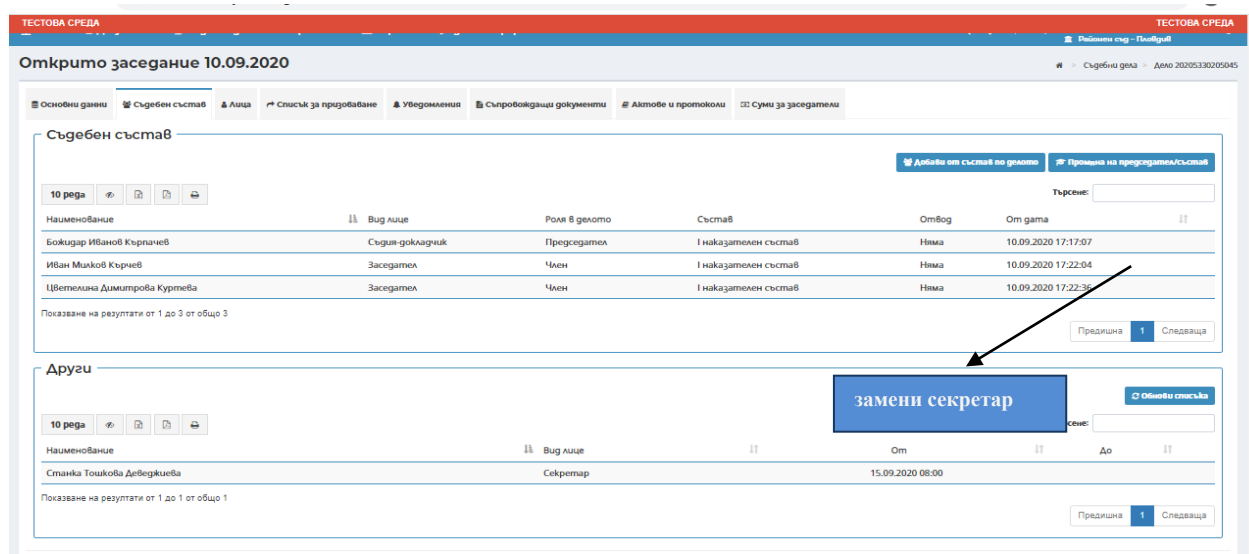 ТЕСТОВА СРЕДА ТЕСТОВА СРЕДА
Районен съд – Пловдив
Открито заседание 10.09.2020 > Съдебни дела > Дело 20205330205045
Основни данни Съдебен състав Лица Списък за призоваване Уведомления Съпровождащи документи Актове и протоколи Суми за заседатели
Съдебен състав
Добави от състав по делото Промяна на председател/състав
10 реда Търсене:
Наименование Вид лице Роля в делото Състав Отвод От дата
Божидар Иванов Кърпачев Съдия-докладчик Председател I наказателен състав Няма 10.09.2020 17:17:07
Иван Милков Кърчев Заседател Член I наказателен състав Няма 10.09.2020 17:22:04
Цветелина Димитрова Куртева Заседател Член I наказателен състав Няма 10.09.2020 17:22:36
Показване на резултати от 1 до 3 от общо 3
Предишна 1 Следваща
Други
замени секретар
Обнови списъка
10 реда сене:
Наименование Вид лице От До
Станка Тошкова Деведжиева Секретар 15.09.2020 08:00
Показване на резултати от 1 до 1 от общо 1
Предишна 1 Следваща